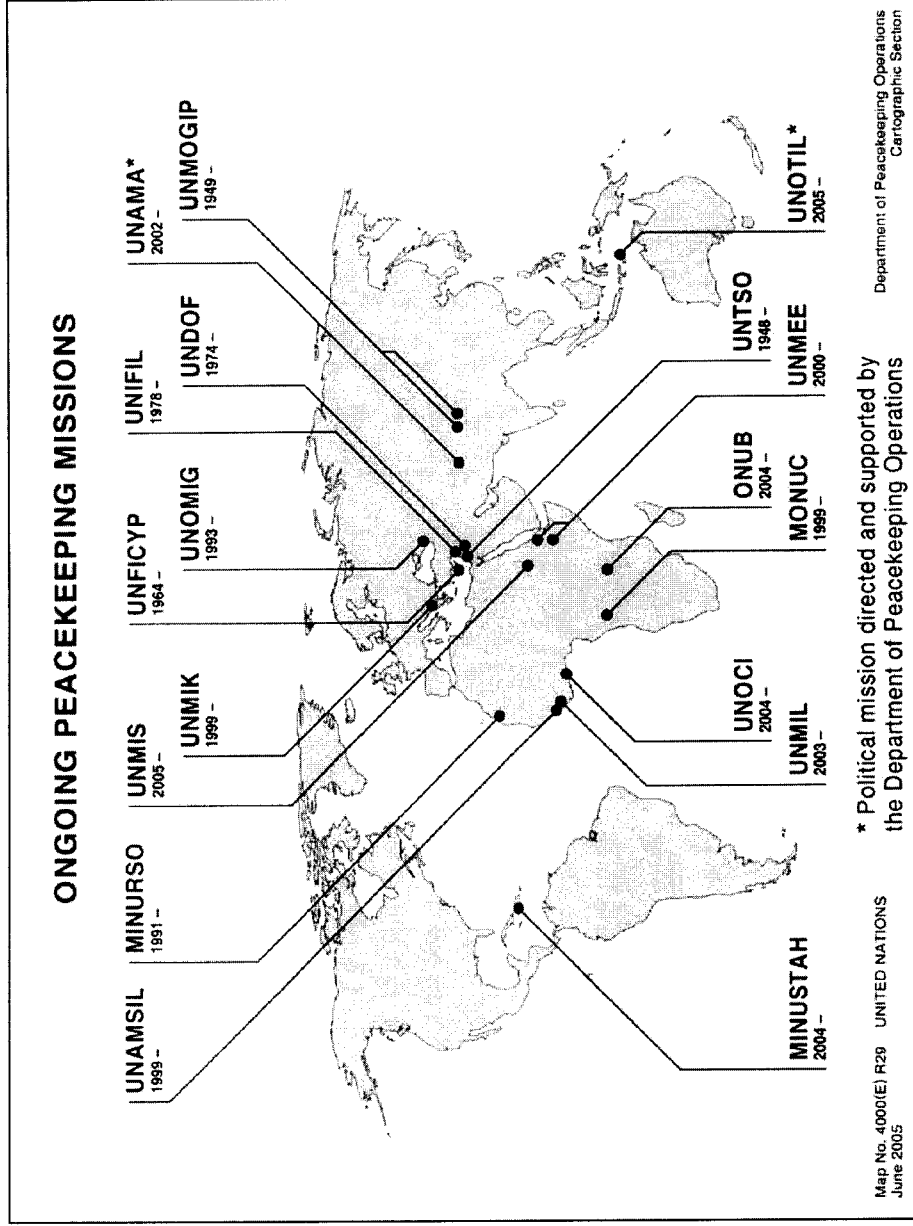 ONGOING PEACEKEEPING MISSIONS
UNAMSIL
1999 –
MINURSO
1991 –
UNMIS
2005 –
UNMIK
1999 –
UNFICYP
1964 –
UNOMIG
1993 –
UNIFIL
1978 –
UNDOF
1974 –
UNAMA*
2002 –
UNMOGIP
1949 –
MINUSTAH
2004 –
UNMIL
2003 –
UNOCI
2004 –
MONUC
1999 –
ONUB
2004 –
UNMEE
2000 –
UNTSO
1948 –
UNOTIL*
2005 –
Map No. 4000(E) R29 UNITED NATIONS
June 2005
* Political mission directed and supported by
the Department of Peacekeeping Operations
Department of Peacekeeping Operations
Cartographic Section